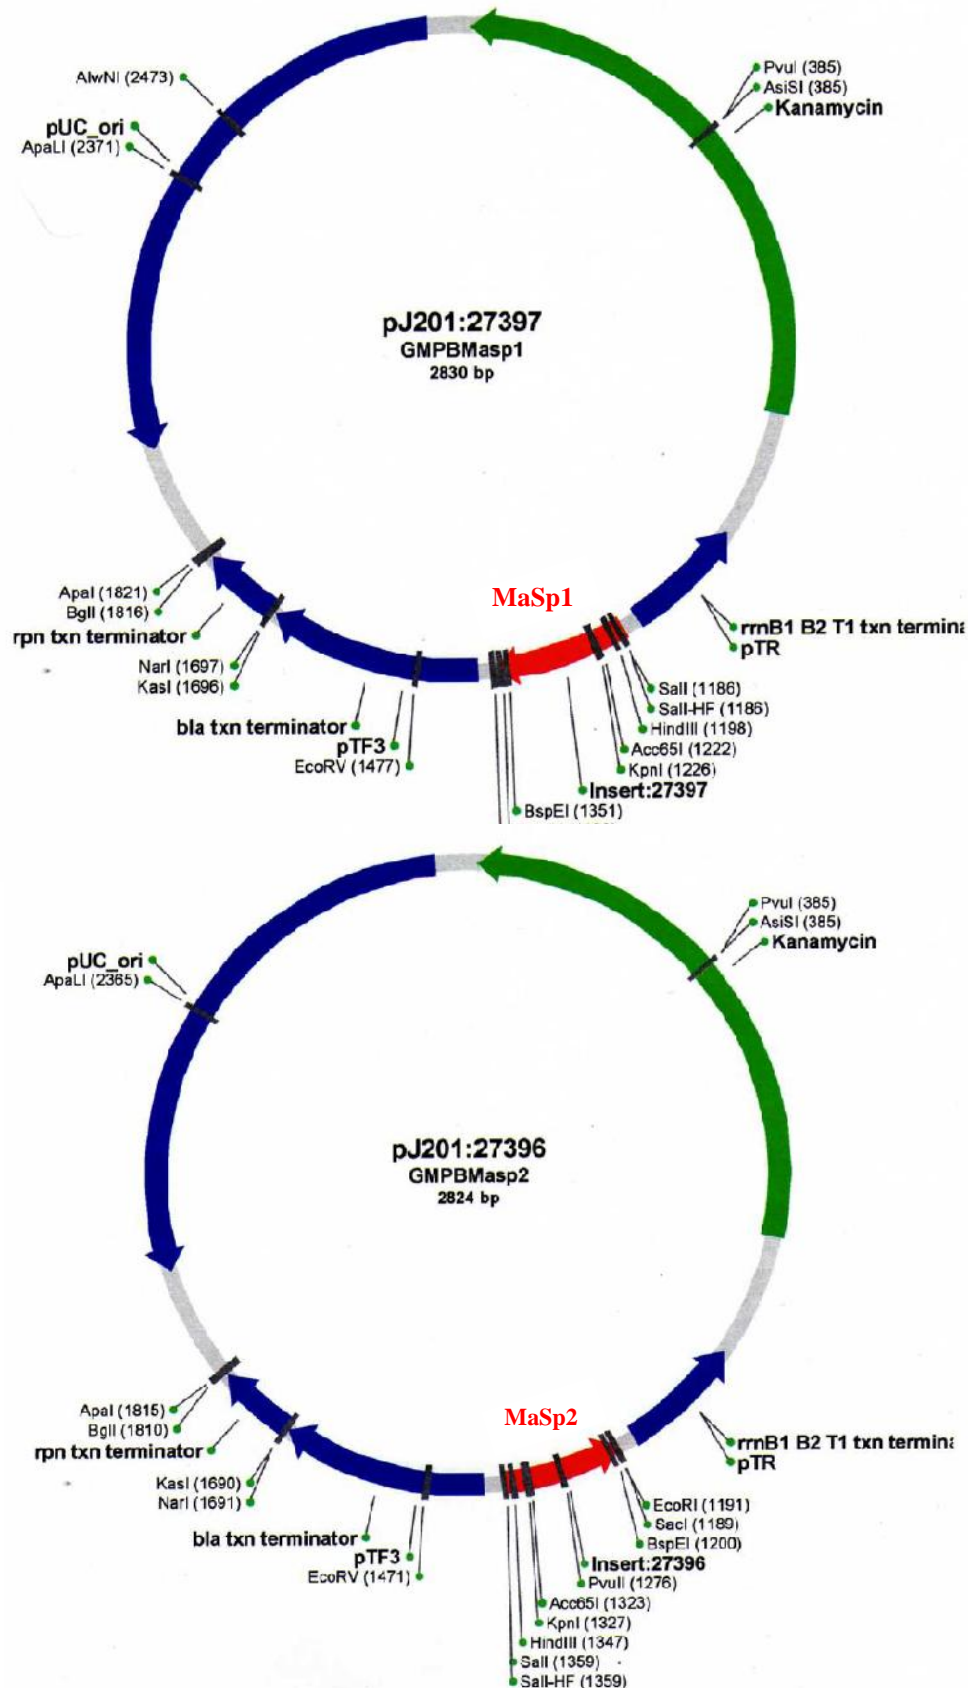 AlwNI (2473)
pUC_ori
ApaLI (2371)
PvuI (385)
AsiSI (385)
Kanamycin
pJ201:27397
GMPBMasp1
2830 bp
ApaI (1821)
BglI (1816)
rpn txn terminator
NarI (1697)
KasI (1696)
bla txn terminator
pTF3
EcoRV (1477)
MaSp1
rrnB1 B2 T1 txn termina
pTR
SalI (1186)
SalI-HF (1186)
HindIII (1198)
Acc65I (1222)
KpnI (1226)
Insert:27397
BspEI (1351)
pUC_ori
ApaLI (2365)
PvuI (385)
AsiSI (385)
Kanamycin
pJ201:27396
GMPBMasp2
2824 bp
ApaI (1815)
BglI (1810)
rpn txn terminator
KasI (1690)
NarI (1691)
bla txn terminator
pTF3
EcoRV (1471)
MaSp2
rrnB1 B2 T1 txn termina
pTR
EcoRI (1191)
SacI (1189)
BspEI (1200)
Insert:27396
PvuII (1276)
Acc65I (1323)
KpnI (1327)
HindIII (1347)
SalI (1359)
SalI-HF (1359)